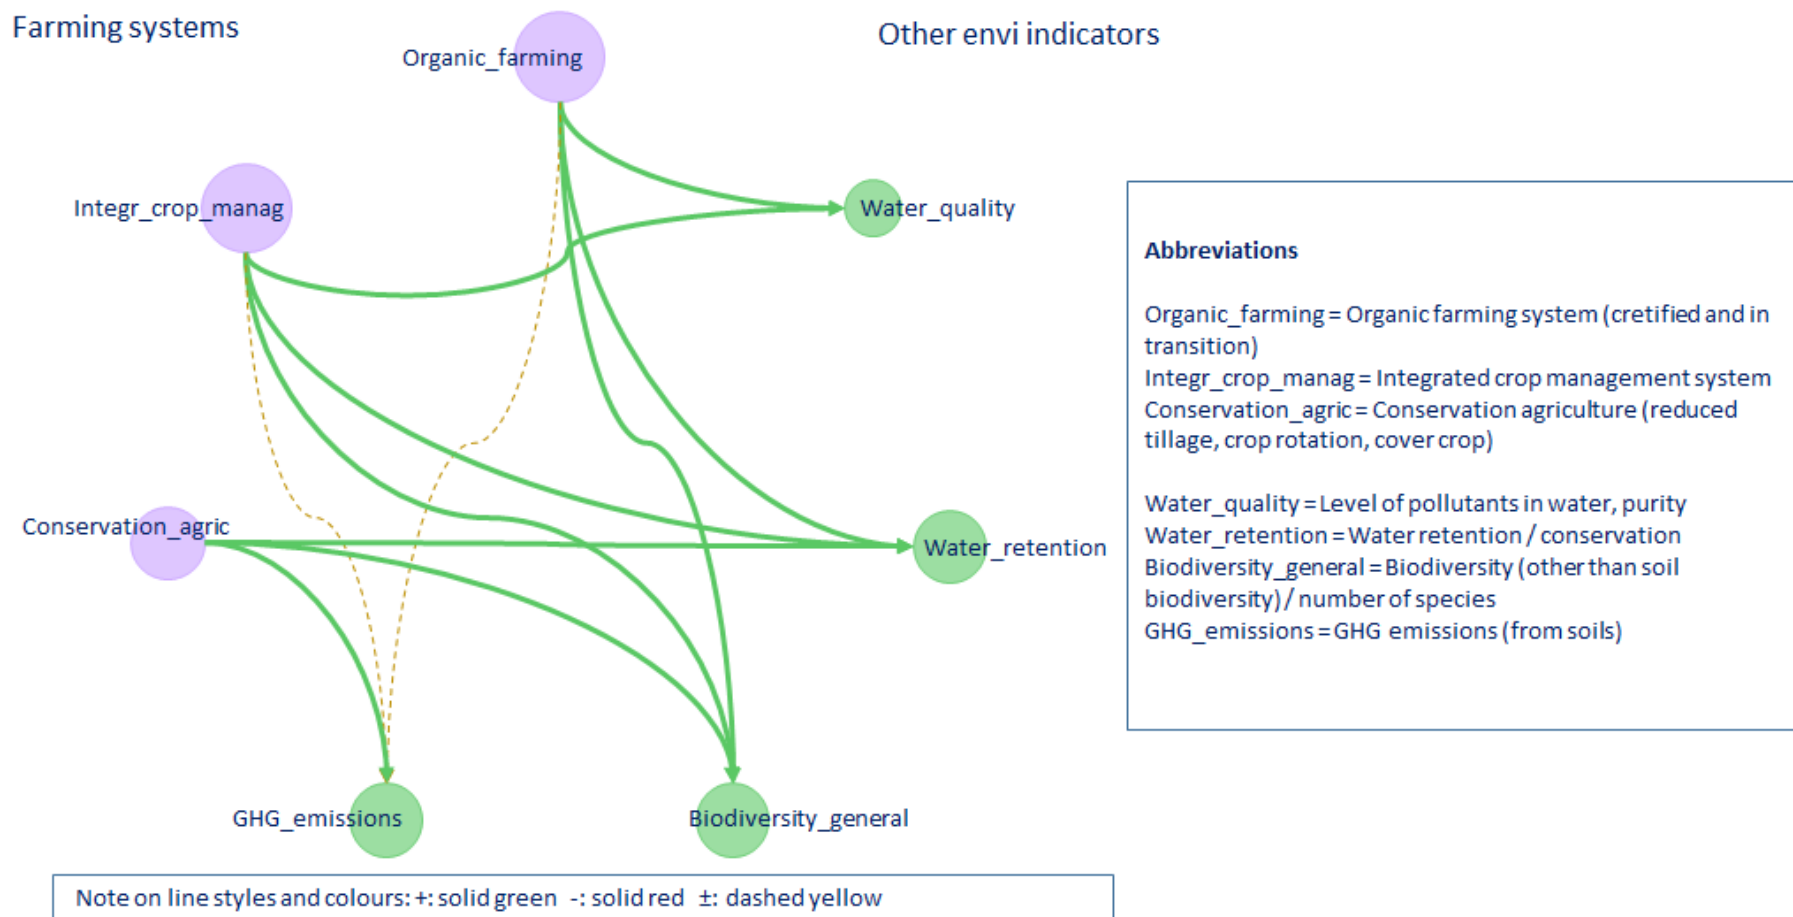 Farming systems
Other envi indicators
Organic_farming
Integr_crop_manag
Water_quality
Conservation_agric
Water_retention
GHG_emissions
Biodiversity_general
Abbreviations
Organic_farming = Organic farming system (cretified and in
transition)
Integr_crop_manag = Integrated crop management system
Conservation_agric = Conservation agriculture (reduced
tillage, crop rotation, cover crop)
Water_quality = Level of pollutants in water, purity
Water_retention = Water retention / conservation
Biodiversity_general = Biodiversity (other than soil
biodiversity) / number of species
GHG_emissions = GHG emissions (from soils)
Note on line styles and colours: +: solid green -: solid red ±: dashed yellow